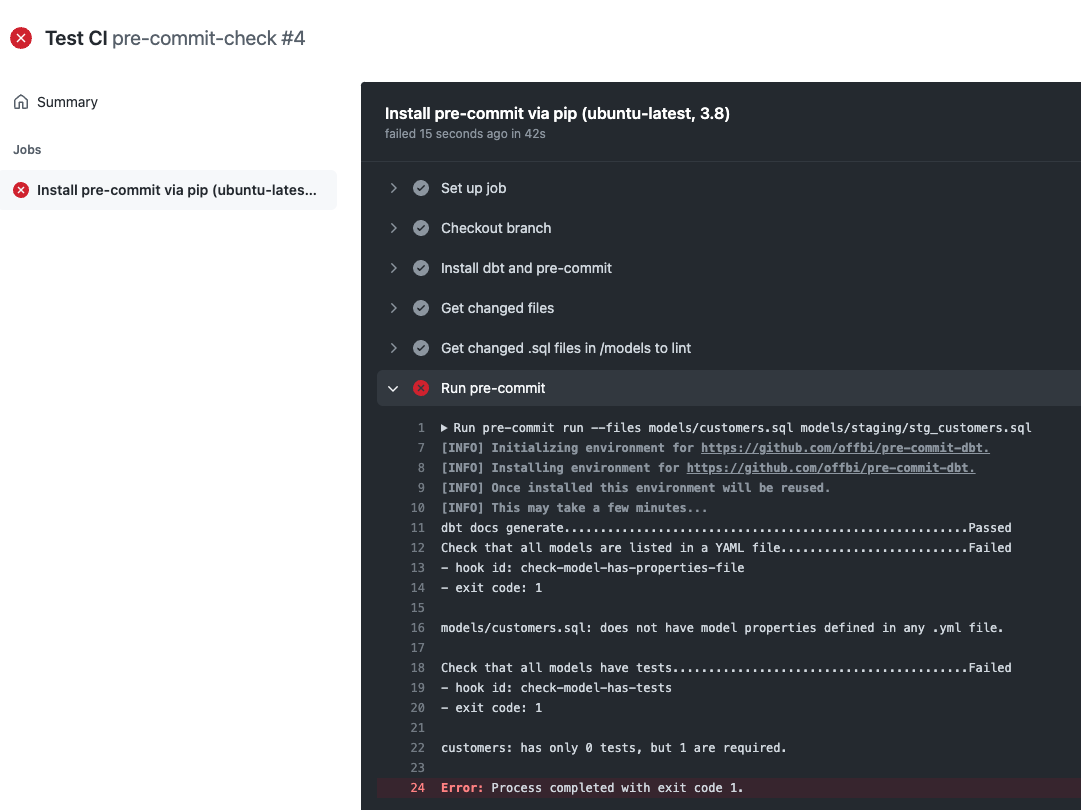 Test CI pre-commit-check #4
Summary
Jobs
Install pre-commit via pip (ubuntu-lates...
Install pre-commit via pip (ubuntu-latest, 3.8)
failed 15 seconds ago in 42s
Set up job
Checkout branch
Install dbt and pre-commit
Get changed files
Get changed .sql files in /models to lint
Run pre-commit
1 Run pre-commit run --files models/customers.sql models/staging/stg_customers.sql
7 [INFO] Initializing environment for https://github.com/offbi/pre-commit-dbt.
8 [INFO] Installing environment for https://github.com/offbi/pre-commit-dbt.
9 [INFO] Once installed this environment will be reused.
10 [INFO] This may take a few minutes...
11 dbt docs generate........................................................Passed
12 Check that all models are listed in a YAML file..........................Failed
13 - hook id: check-model-has-properties-file
14 - exit code: 1
15
16 models/customers.sql: does not have model properties defined in any .yml file.
17
18 Check that all models have tests.........................................Failed
19 - hook id: check-model-has-tests
20 - exit code: 1
21
22 customers: has only 0 tests, but 1 are required.
23
24 Error: Process completed with exit code 1.